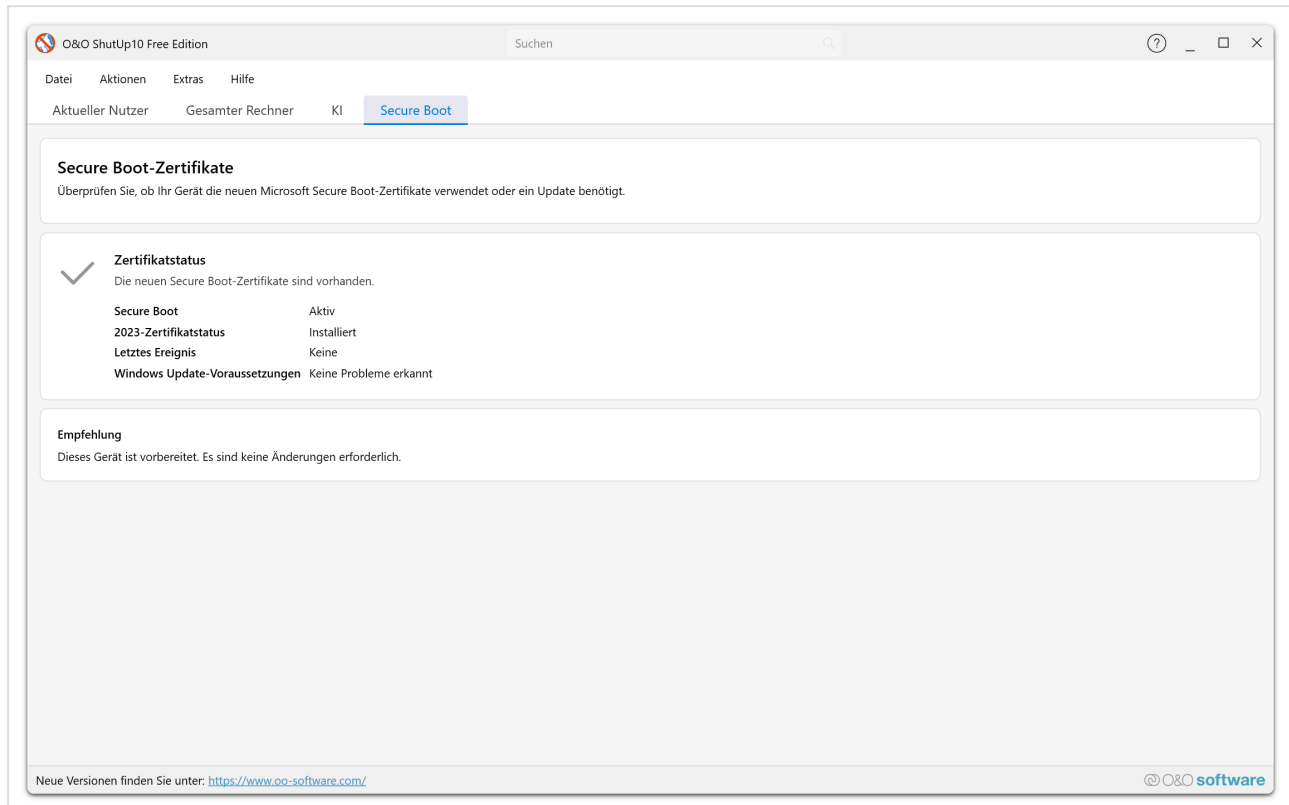 O&O ShutUp10 Free Edition
Suchen
Datei Aktionen Extras Hilfe
Aktueller Nutzer Gesamter Rechner KI Secure Boot
Secure Boot-Zertifikate
Überprüfen Sie, ob Ihr Gerät die neuen Microsoft Secure Boot-Zertifikate verwendet oder ein Update benötigt.
Zertifikatstatus
Die neuen Secure Boot-Zertifikate sind vorhanden.
Secure Boot Aktiv
2023-Zertifikatstatus Installiert
Letztes Ereignis Keine
Windows Update-Voraussetzungen Keine Probleme erkannt
Empfehlung
Dieses Gerät ist vorbereitet. Es sind keine Änderungen erforderlich.
Neue Versionen finden Sie unter: https://www.oo-software.com/
O&O software